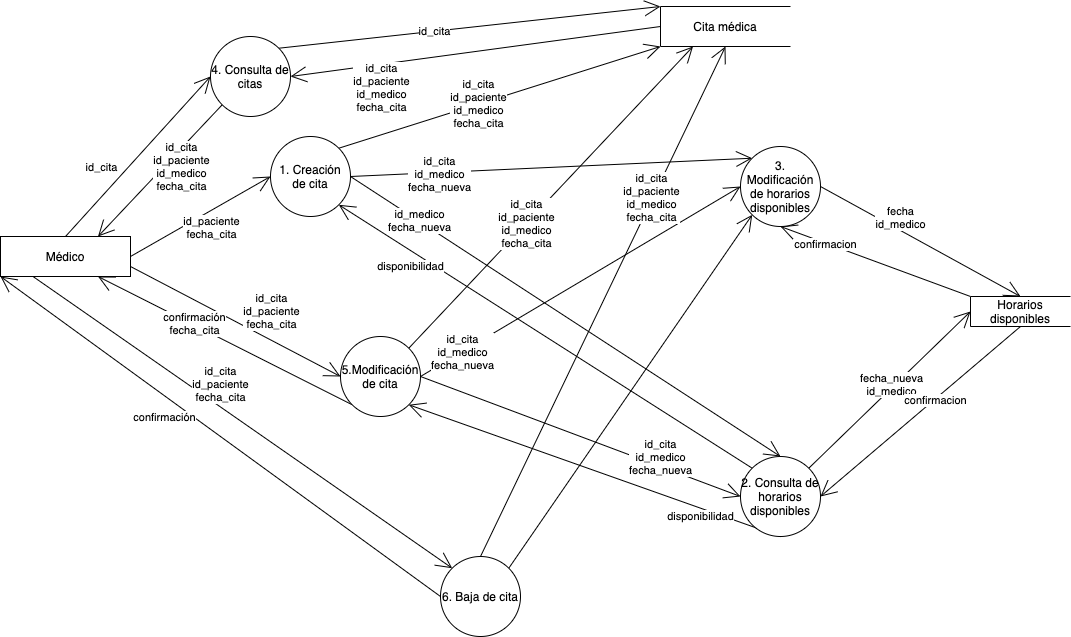 Cita médica
id_cita
4. Consulta de
citas
id_cita
id_paciente
id_medico
fecha_cita
id_cita
id_paciente
id_medico
fecha_cita
id_cita
id_cita
id_paciente
id_medico
fecha_cita
1. Creación
de cita
id_cita
id_medico
fecha_nueva
3.
Modificación
de horarios
disponibles
id_paciente
fecha_cita
id_medico
fecha_nueva
id_cita
id_paciente
id_medico
fecha_cita
id_cita
id_paciente
id_medico
fecha_cita
fecha
id_medico
confirmacion
Médico
disponibilidad
Horarios
disponibles
id_cita
id_paciente
fecha_cita
confirmación
fecha_cita
id_cita
id_medico
fecha_nueva
5.Modificación
de cita
id_cita
id_paciente
fecha_cita
confirmación
fecha_nueva
id_medico
confirmacion
id_cita
id_medico
fecha_nueva
2. Consulta de
horarios
disponibles
disponibilidad
6. Baja de cita